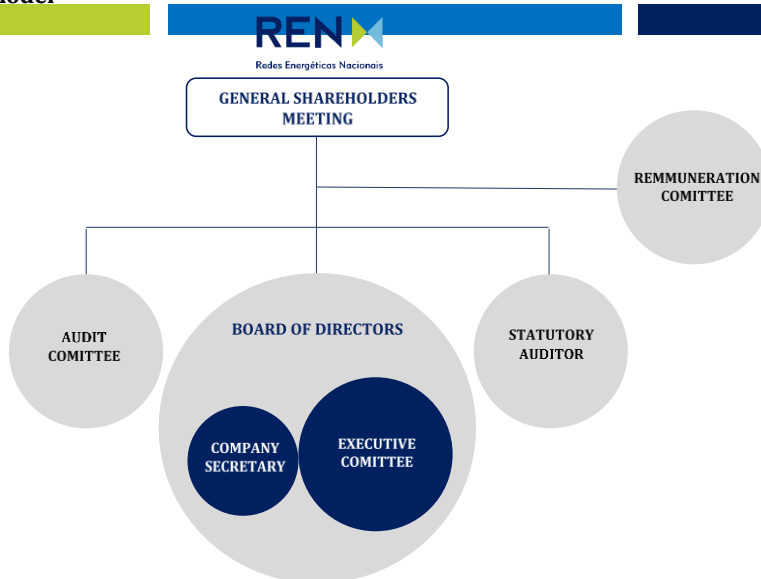 REN
Redes Energéticas Nacionais
GENERAL SHAREHOLDERS
MEETING
REMMUNERATION
COMITTEE
AUDIT
COMITTEE
BOARD OF DIRECTORS
STATUTORY
AUDITOR
COMPANY
SECRETARY
EXECUTIVE
COMITTEE